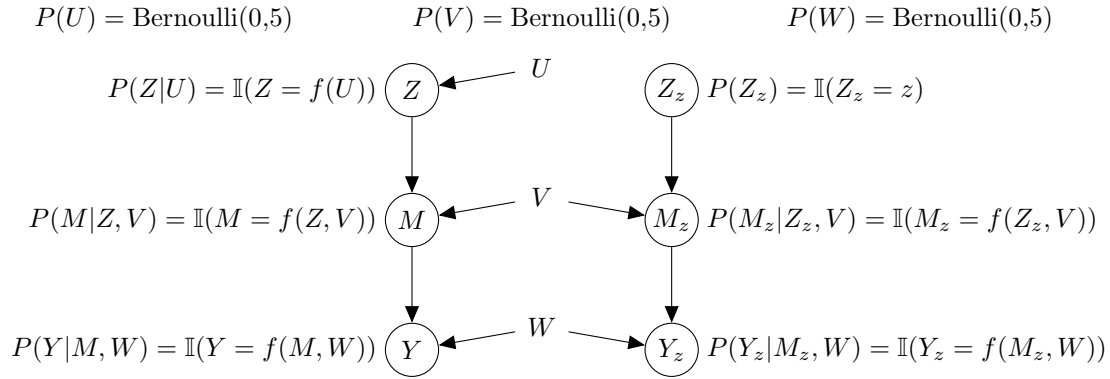 P(U) = Bernoulli(0,5) P(V) = Bernoulli(0,5) P(W) = Bernoulli(0,5)
P(Z|U) = 𝕀(Z = f(U)) Z U Z_z P(Z_z) = 𝕀(Z_z = z)
P(M|Z, V) = 𝕀(M = f(Z, V)) M V M_z P(M_z|Z_z, V) = 𝕀(M_z = f(Z_z, V))
P(Y|M, W) = 𝕀(Y = f(M, W)) Y W Y_z P(Y_z|M_z, W) = 𝕀(Y_z = f(M_z, W))